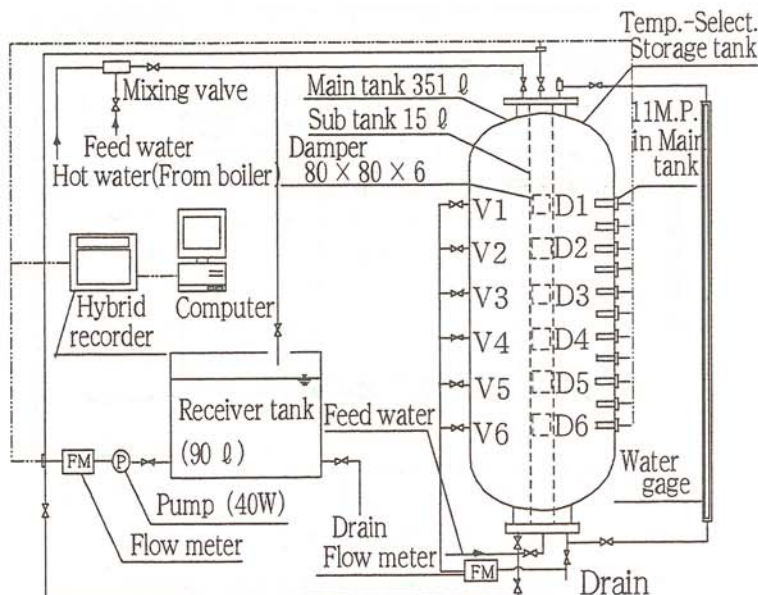 Temp.-Select.
Storage tank
Mixing valve
Main tank 351 ℓ
Sub tank 15 ℓ
Damper
80 × 80 × 6
11M.P.
in Main
tank
Feed water
Hot water(From boiler)
V1
D1
V2
D2
V3
D3
V4
D4
V5
D5
V6
D6
Hybrid
recorder
Computer
Receiver tank
(90 ℓ)
Feed water
FM
P
Pump (40W)
Flow meter
Drain
Flow meter
FM
Water
gage
Drain